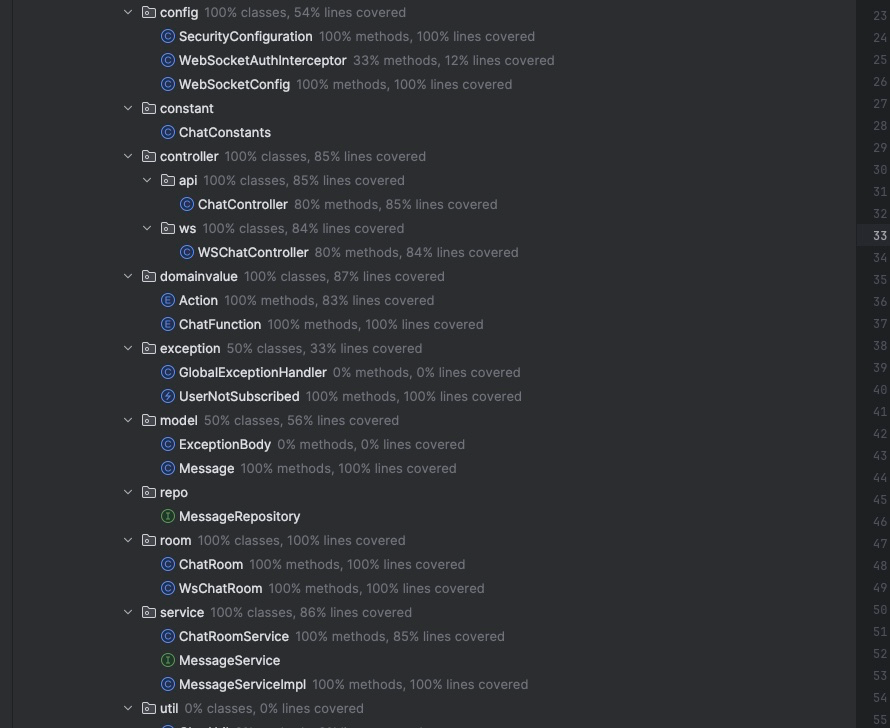 config 100% classes, 54% lines covered
SecurityConfiguration 100% methods, 100% lines covered
WebSocketAuthInterceptor 33% methods, 12% lines covered
WebSocketConfig 100% methods, 100% lines covered
constant
ChatConstants
controller 100% classes, 85% lines covered
api 100% classes, 85% lines covered
ChatController 80% methods, 85% lines covered
ws 100% classes, 84% lines covered
WSChatController 80% methods, 84% lines covered
domainvalue 100% classes, 87% lines covered
Action 100% methods, 83% lines covered
ChatFunction 100% methods, 100% lines covered
exception 50% classes, 33% lines covered
GlobalExceptionHandler 0% methods, 0% lines covered
UserNotSubscribed 100% methods, 100% lines covered
model 50% classes, 56% lines covered
ExceptionBody 0% methods, 0% lines covered
Message 100% methods, 100% lines covered
repo
MessageRepository
room 100% classes, 100% lines covered
ChatRoom 100% methods, 100% lines covered
WsChatRoom 100% methods, 100% lines covered
service 100% classes, 86% lines covered
ChatRoomService 100% methods, 85% lines covered
MessageService
MessageServiceImpl 100% methods, 100% lines covered
util 0% classes, 0% lines covered
23
24
25
26
27
28
29
30
31
32
33
34
35
36
37
38
39
40
41
42
43
44
45
46
47
48
49
50
51
52
53
54
55